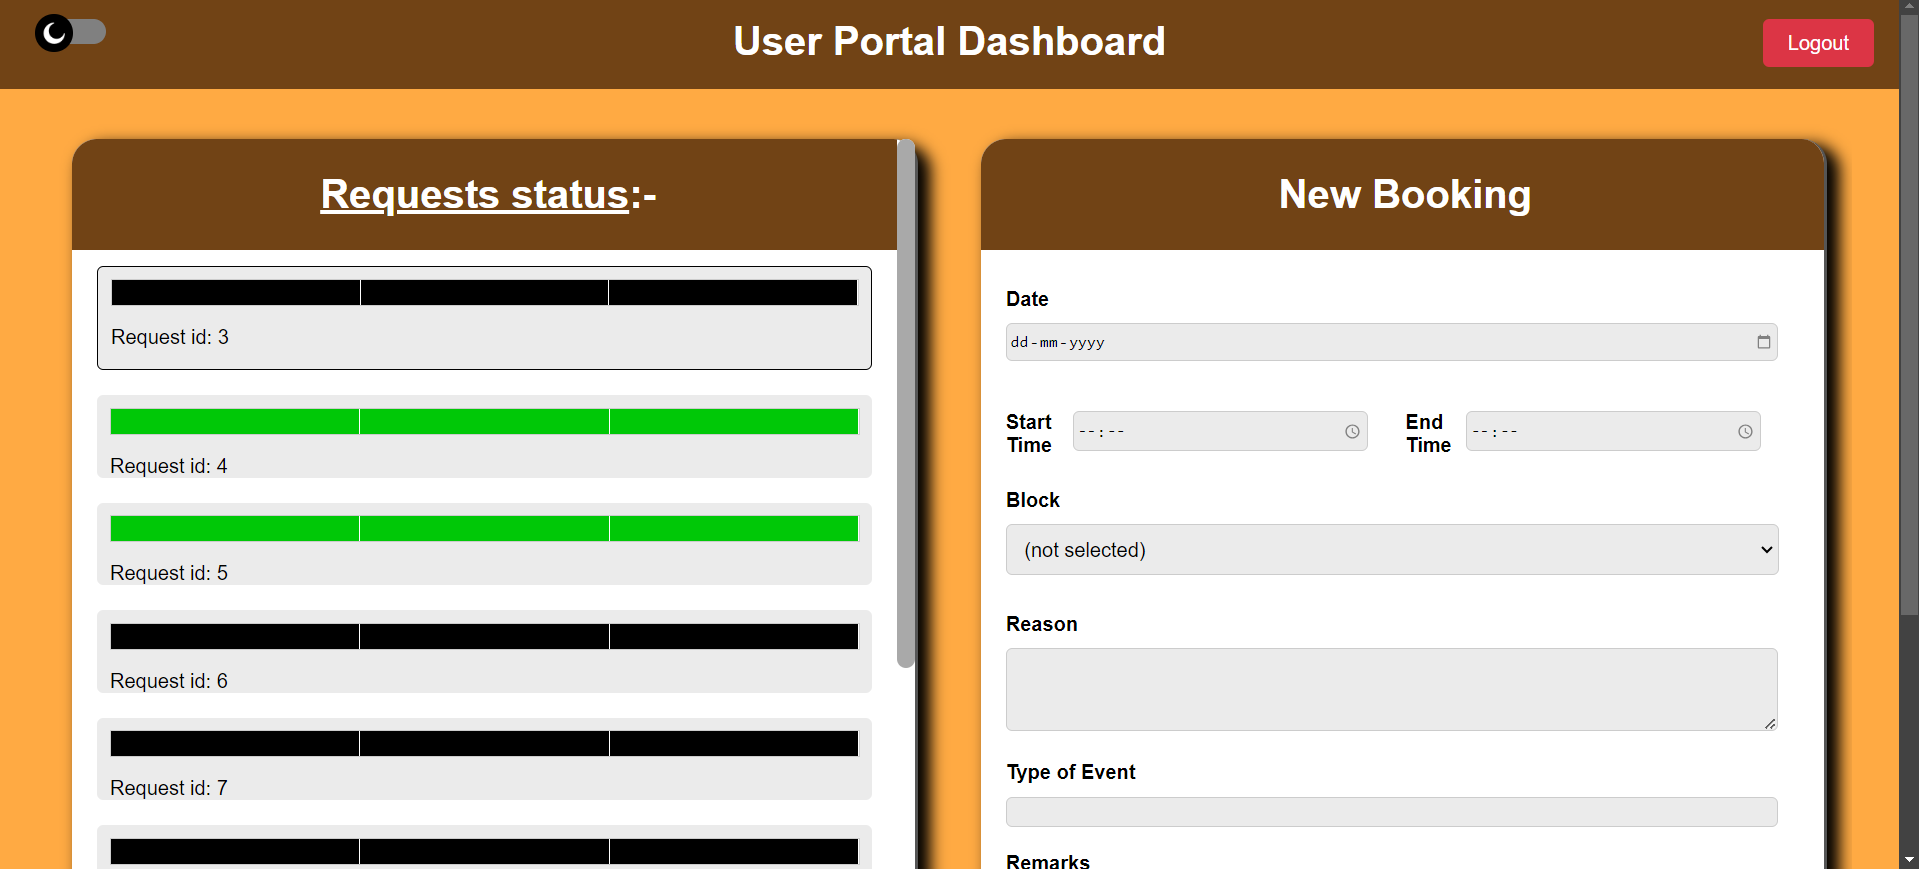 User Portal Dashboard
Logout
Requests status:-
Request id: 3
Request id: 4
Request id: 5
Request id: 6
Request id: 7
New Booking
Date
dd-mm-yyyy
Start
Time
--:--
End
Time
--:--
Block
(not selected)
Reason
Type of Event
Remarks